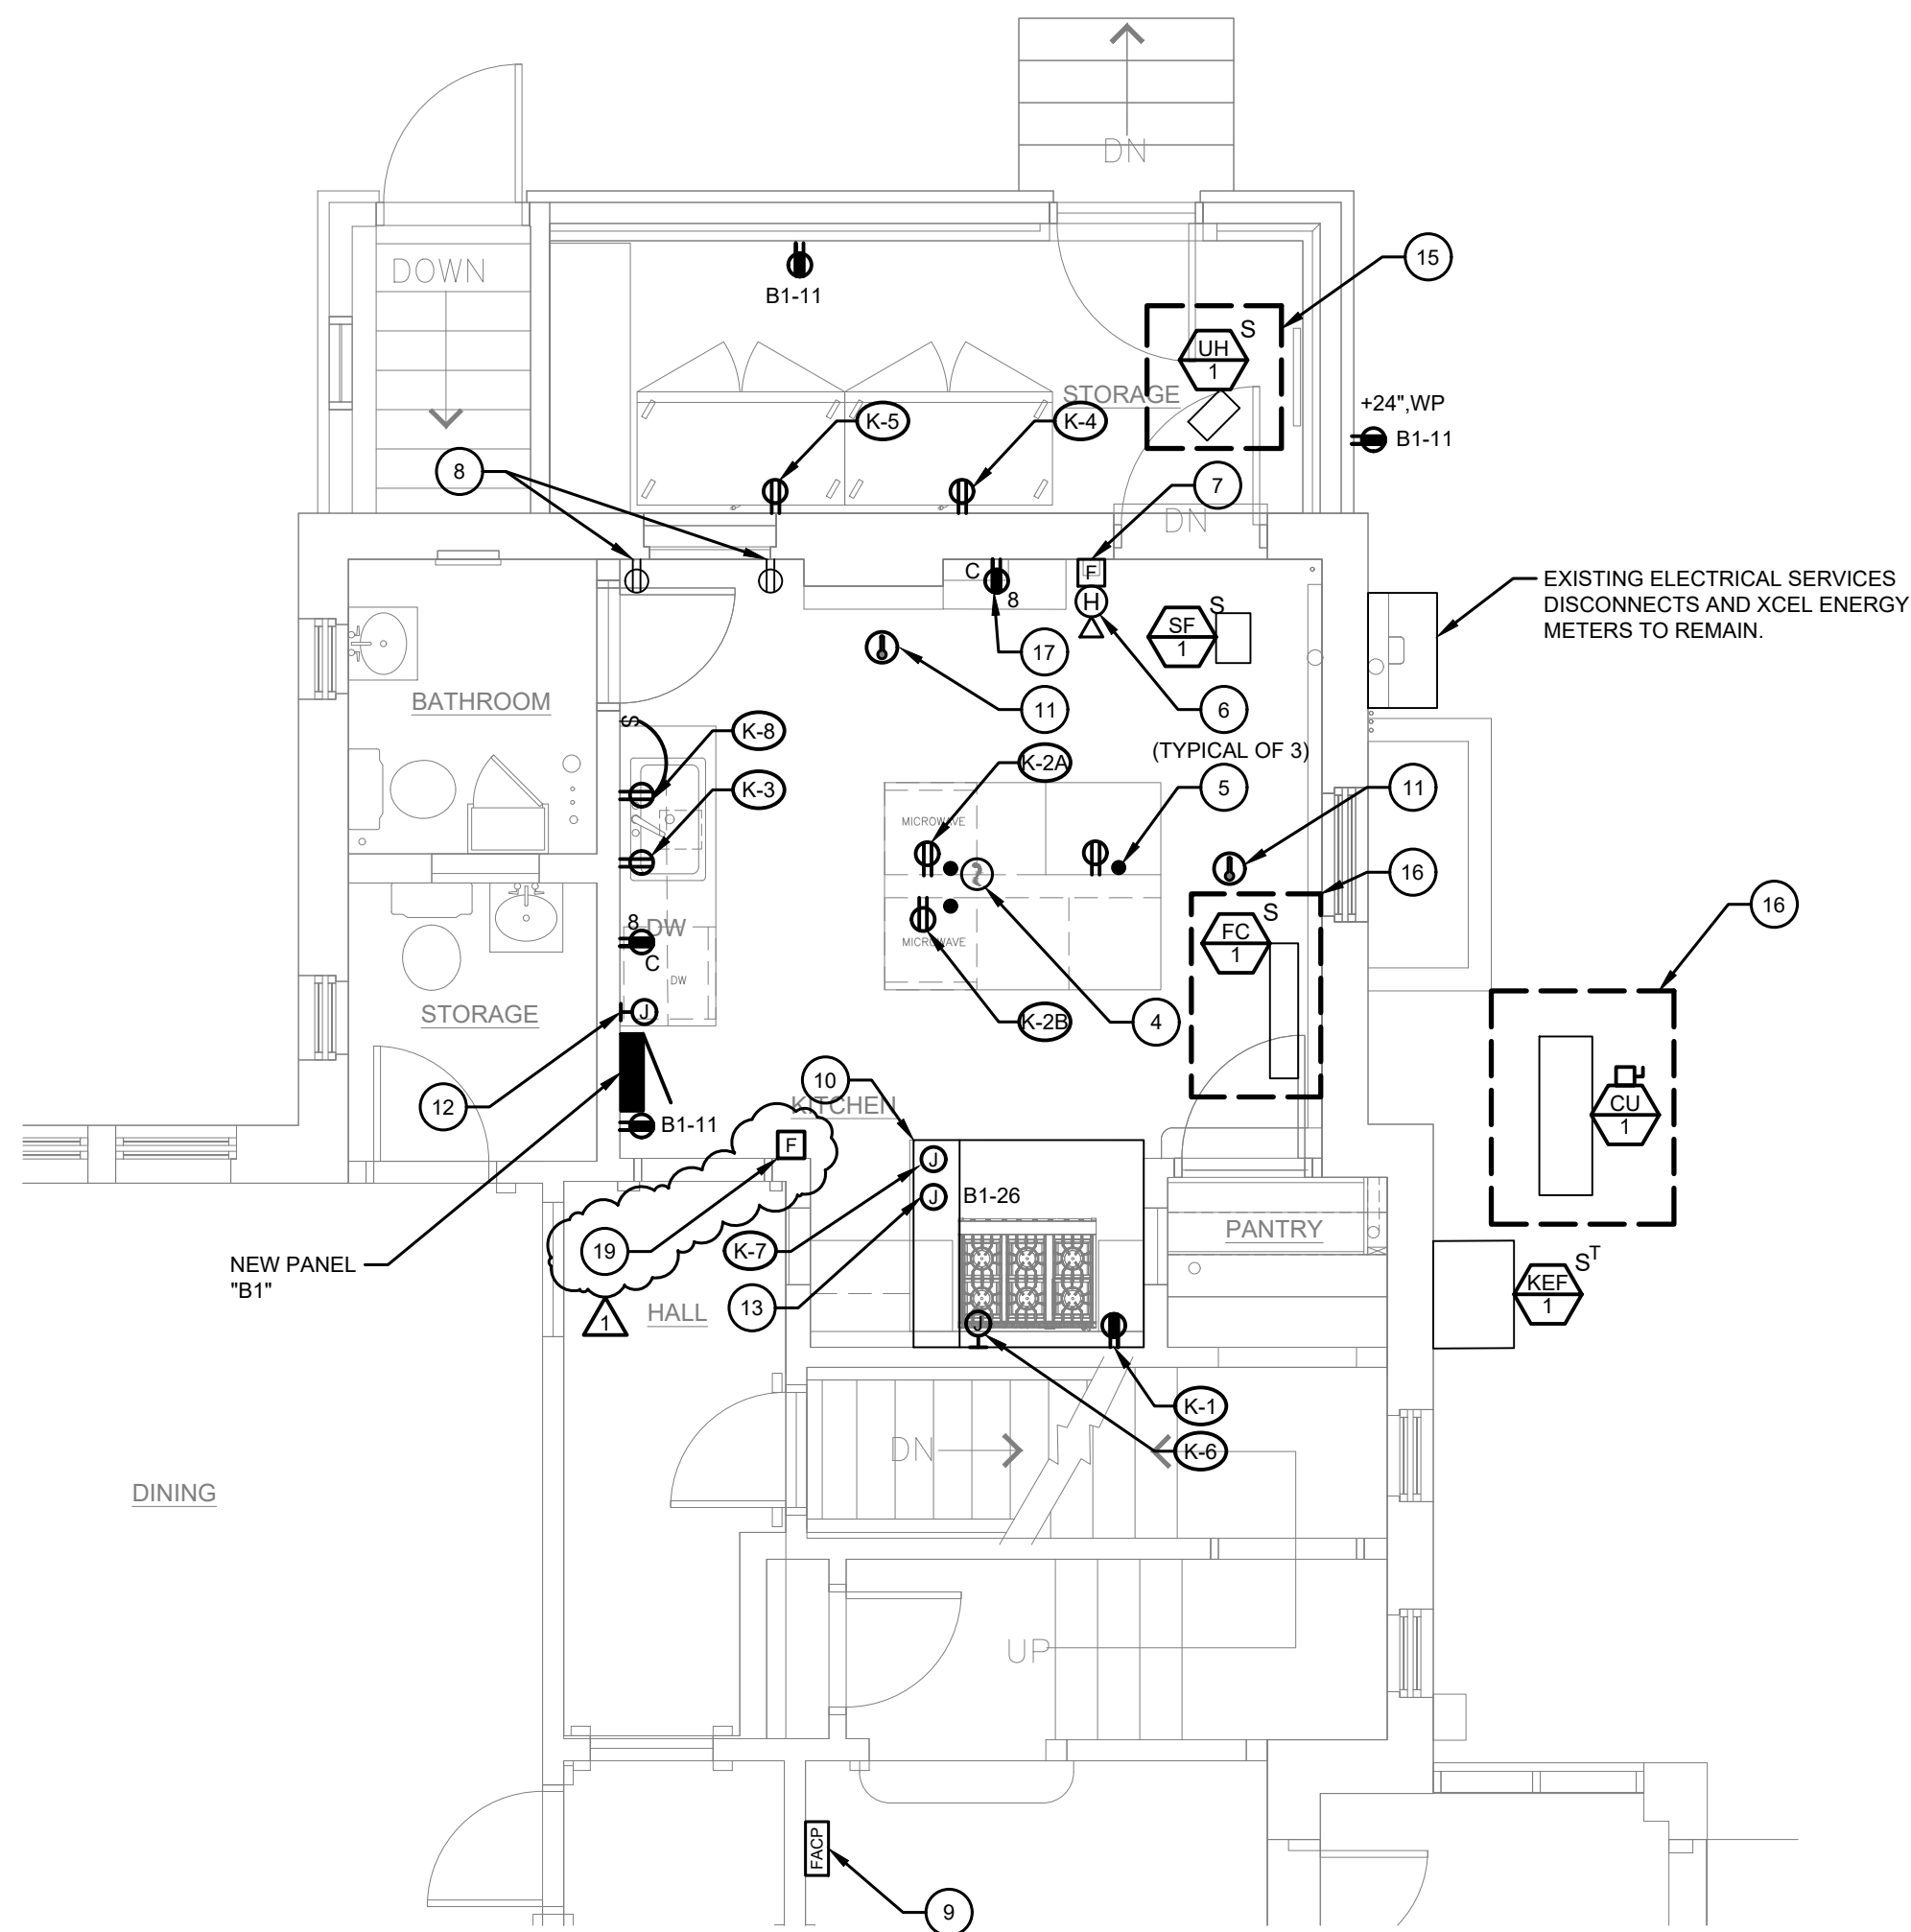 DN
DOWN
15
B1-11
UH
1
S
STORAGE
+24",WP
B1-11
K-5
K-4
8
7
DN
EXISTING ELECTRICAL SERVICES
DISCONNECTS AND XCEL ENERGY
METERS TO REMAIN.
C
8
F
H
S
SF
1
17
BATHROOM
11
6
(TYPICAL OF 3)
S
K-8
K-2A
K-3
5
11
MICROWAVE
16
16
8
DW
C
MICROWAVE
S
FC
1
DW
STORAGE
J
K-2B
4
10
12
KITCHEN
CU
1
B1-11
F
J
J
B1-26
PANTRY
19
K-7
NEW PANEL
"B1"
13
HALL
1
S
T
KEF
1
J
K-1
DN
K-6
DINING
UP
FACP
9